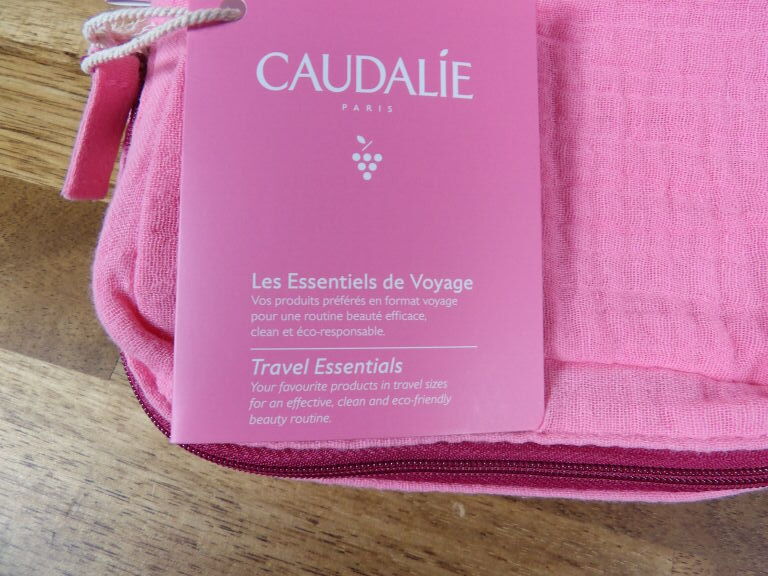 CAUDALÍE
PARIS
Les Essentiels de Voyage
Vos produits préférés en format voyage
pour une routine beauté efficace,
clean et éco-responsable.
Travel Essentials
Your favourite products in travel sizes
for an effective, clean and eco-friendly
beauty routine.